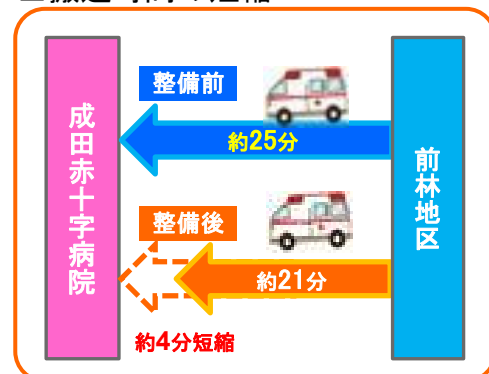 整備前
約25分
成田赤十字病院
前林地区
整備後
約21分
約4分短縮